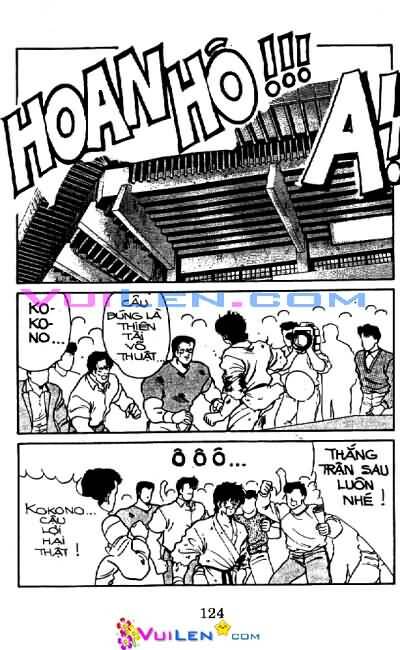 HOAN HÔ!!!
A!
KO-
KO-
NO...
CẬU
ĐÚNG LÀ
THIÊN
TÀI
VÕ
THUẬT...
VUILEN.COM
Ồ Ồ Ồ...
THẮNG
TRẬN SAU
LUÔN
NHÉ!
KOKONO...
CẬU
LỢI
HẠI
THẬT!
124
VUILEN.COM